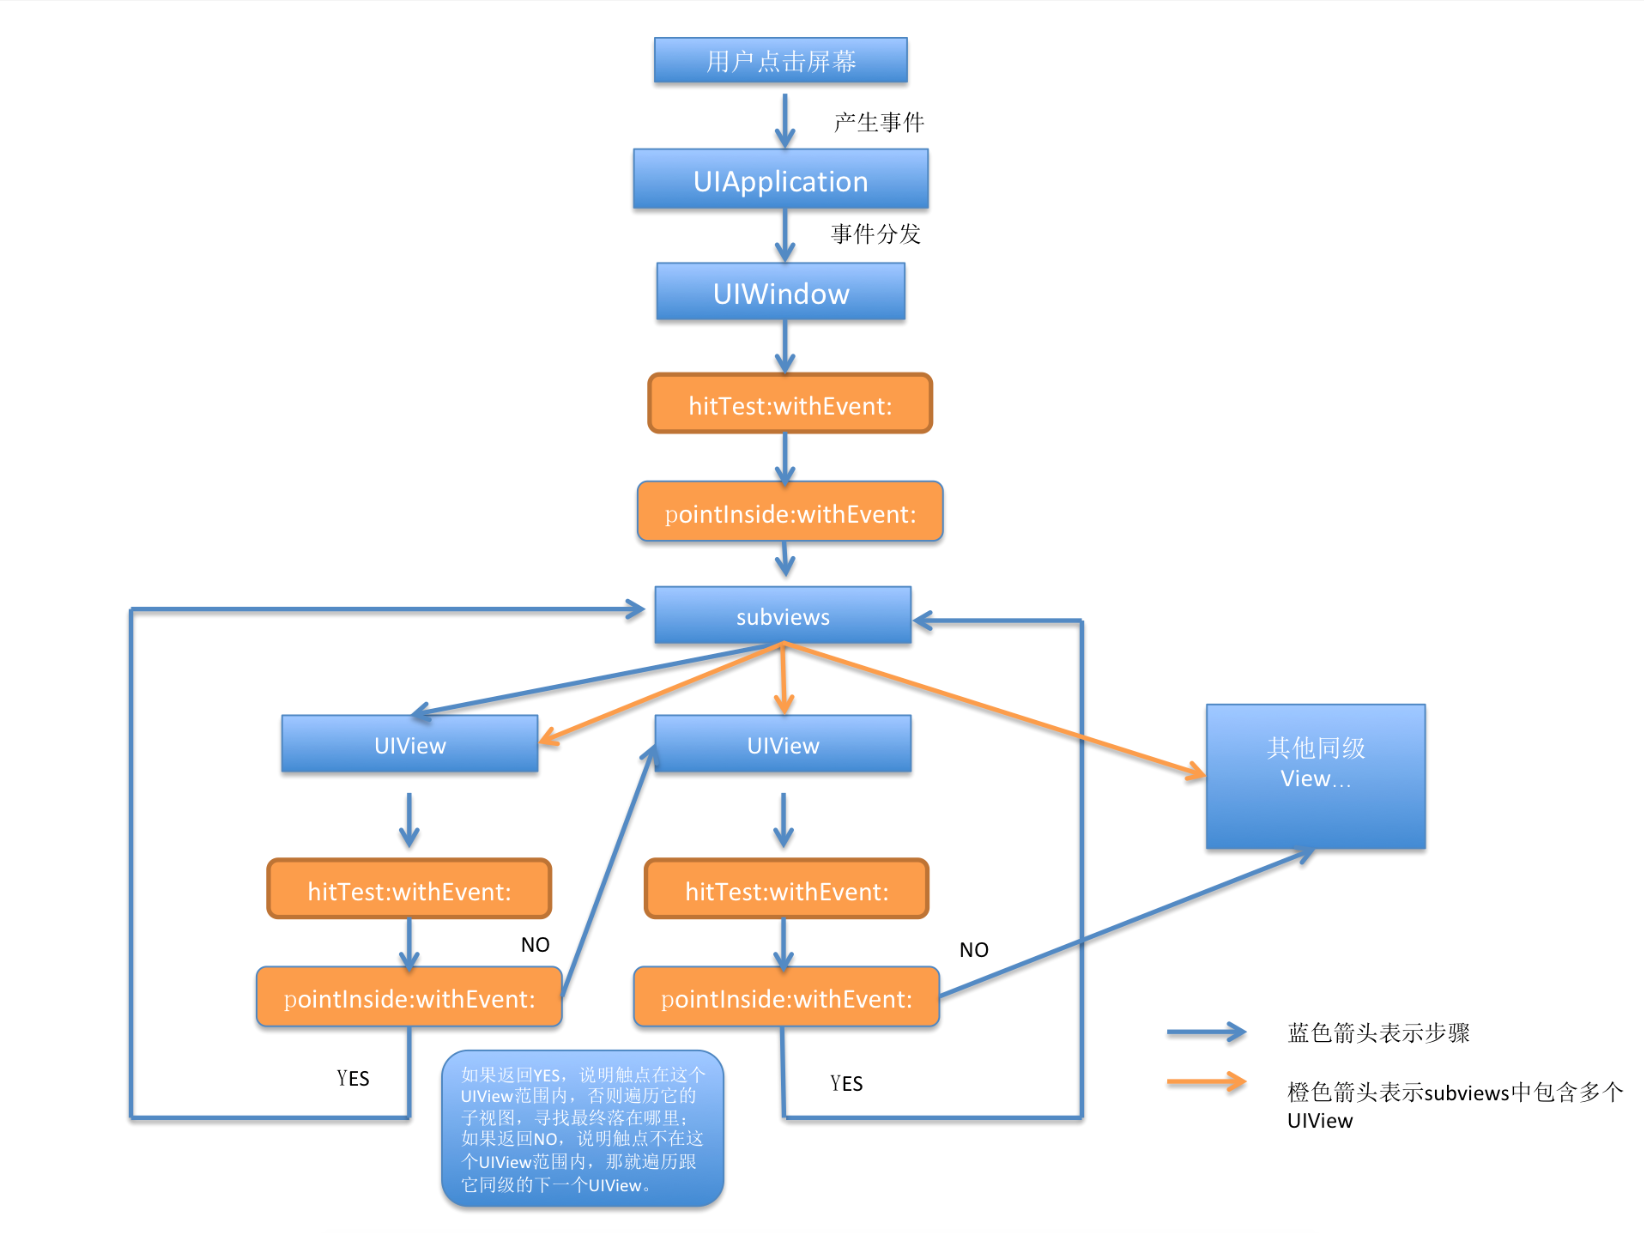 用户点击屏幕
产生事件
UIApplication
事件分发
UIWindow
hitTest:withEvent:
pointInside:withEvent:
subviews
UIView
UIView
其他同级
View...
hitTest:withEvent:
hitTest:withEvent:
NO
NO
pointInside:withEvent:
pointInside:withEvent:
YES
YES
如果返回YES，说明触点在这个
UIView范围内，否则遍历它的
子视图，寻找最终落在哪里；
如果返回NO，说明触点不在这
个UIView范围内，那就遍历跟
它同级的下一个UIView。
蓝色箭头表示步骤
橙色箭头表示subviews中包含多个
UIView